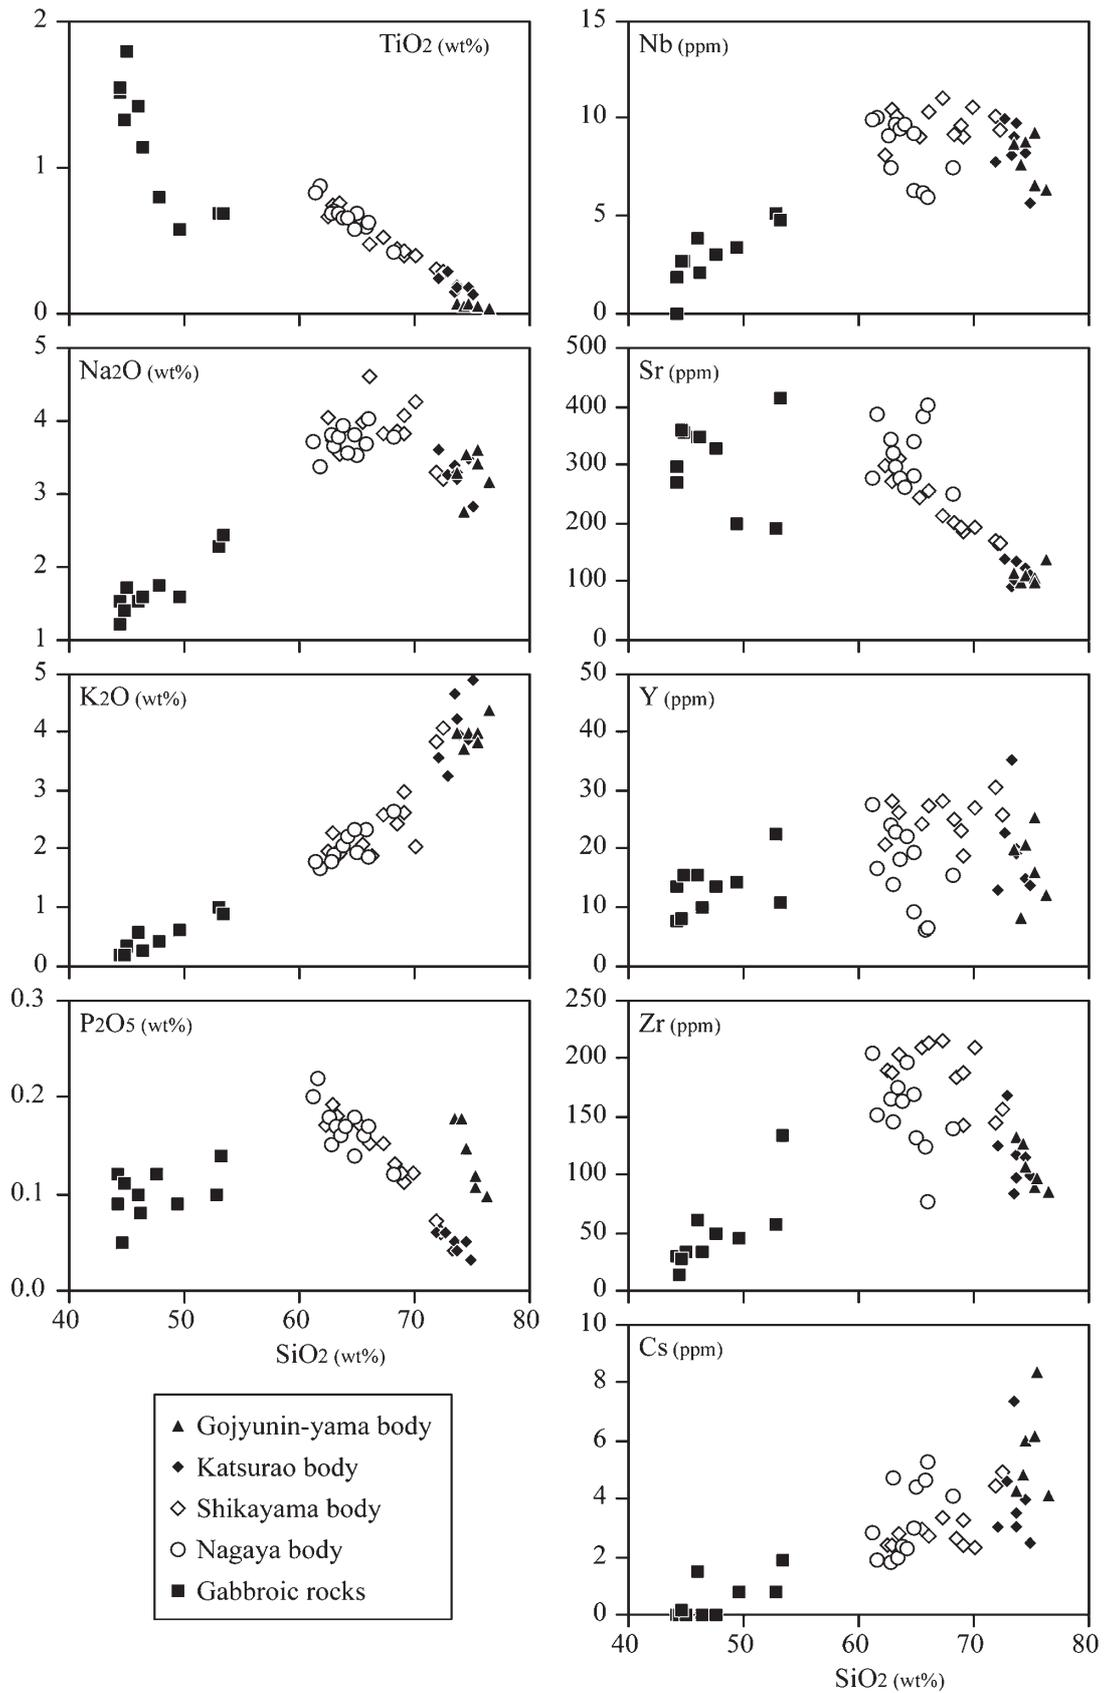 2
TiO2 (wt%)
1
0
5
Na2O (wt%)
4
3
2
1
5
K2O (wt%)
4
3
2
1
0
0.3
P2O5 (wt%)
0.2
0.1
0.0
40 50 60 70 80
SiO2 (wt%)
Gojyunin-yama body
Katsurao body
Shikayama body
Nagaya body
Gabbroic rocks
15
Nb (ppm)
10
5
0
500
Sr (ppm)
400
300
200
100
0
50
Y (ppm)
40
30
20
10
0
250
Zr (ppm)
200
150
100
50
0
10
Cs (ppm)
8
6
4
2
0
40 50 60 70 80
SiO2 (wt%)